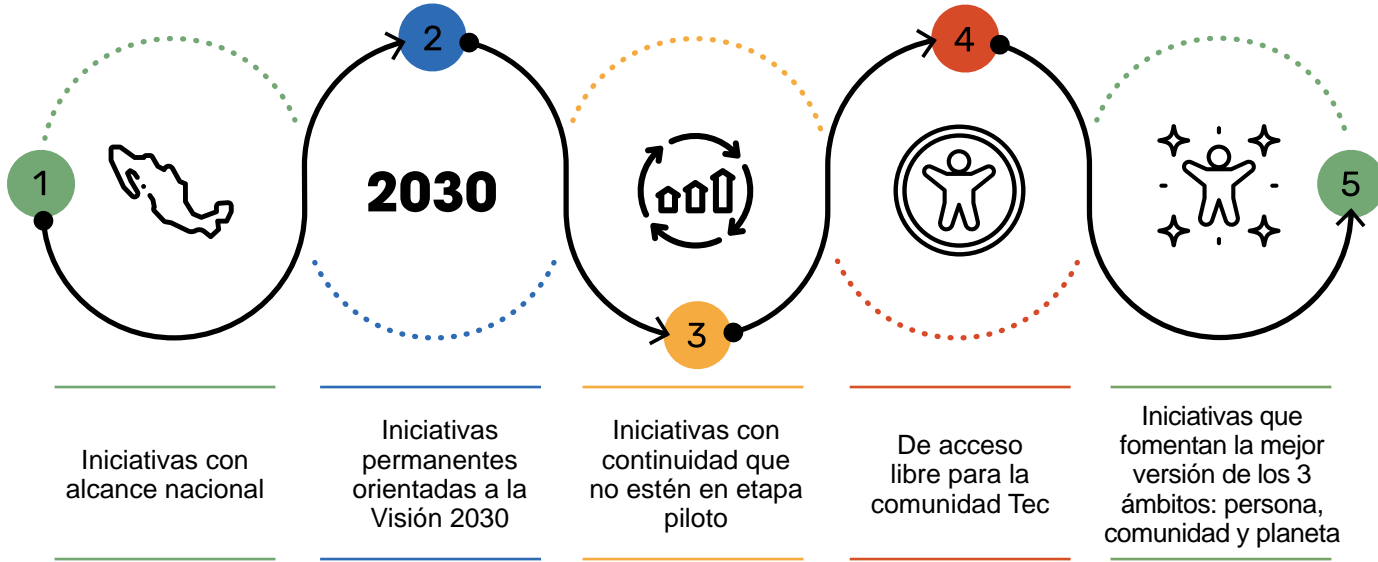 1
2
3
4
5
2030
Iniciativas con
alcance nacional
Iniciativas
permanentes
orientadas a la
Visión 2030
Iniciativas con
continuidad que
no estén en etapa
piloto
De acceso
libre para la
comunidad Tec
Iniciativas que
fomentan la mejor
versión de los 3
ámbitos: persona,
comunidad y planeta